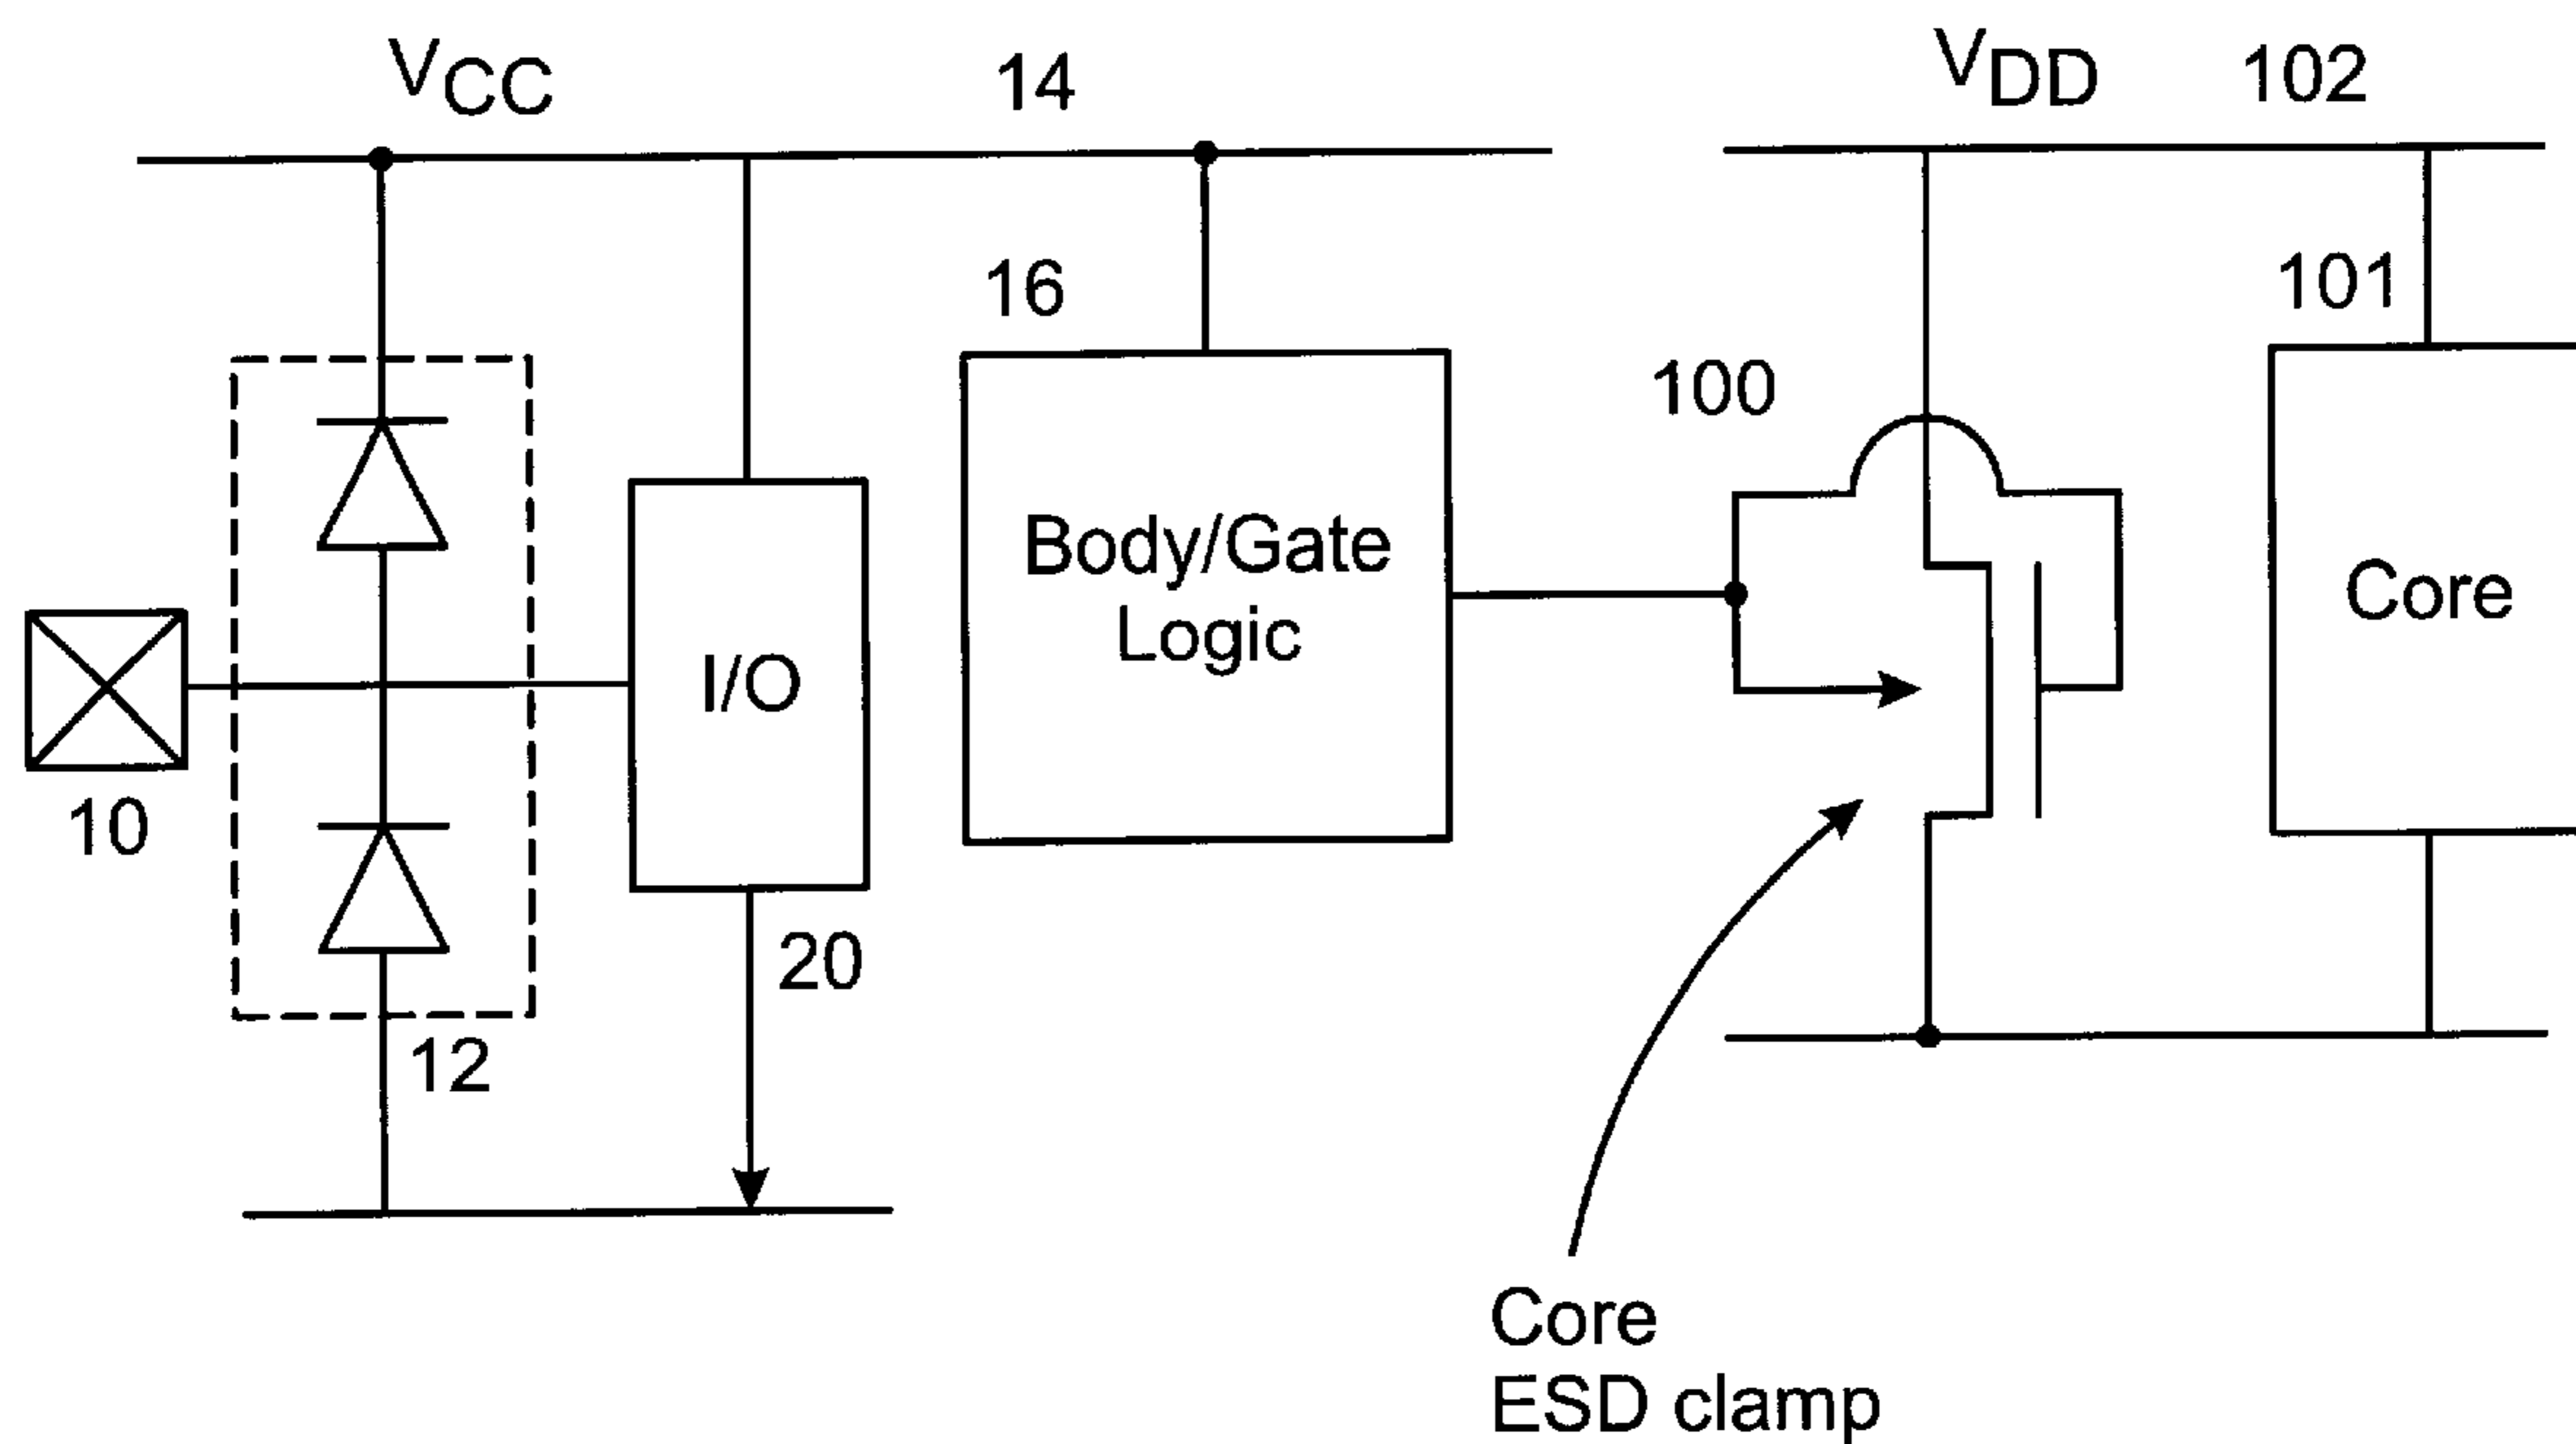 VCC
14
VDD
102
16
101
100
Body/Gate
Logic
Core
I/O
10
20
12
Core
ESD clamp